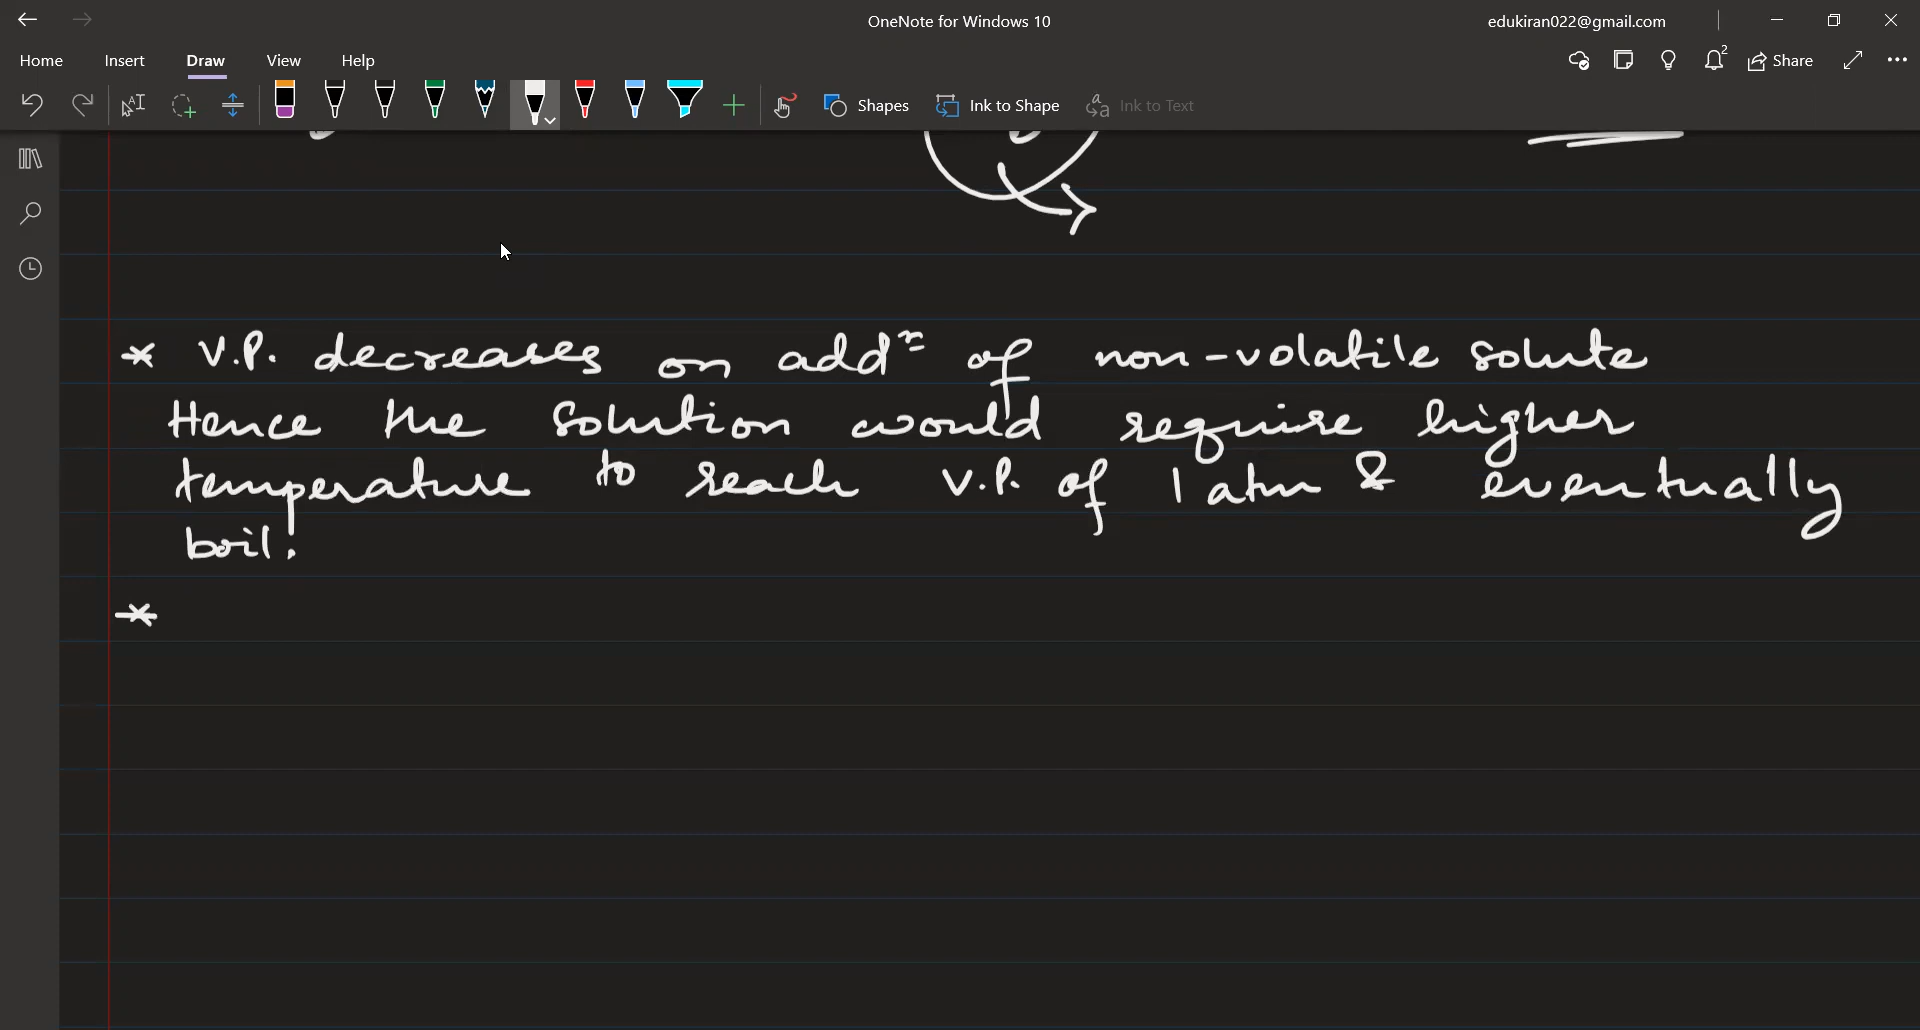 OneNote for Windows 10
edukiran022@gmail.com
Home Insert Draw View Help
2
Share
Shapes Ink to Shape Ink to Text
* V.P. decreases on addⁿ of non-volatile solute
Hence the solution would require higher
temperature to reach V.P. of 1 atm & eventually
boil.
*